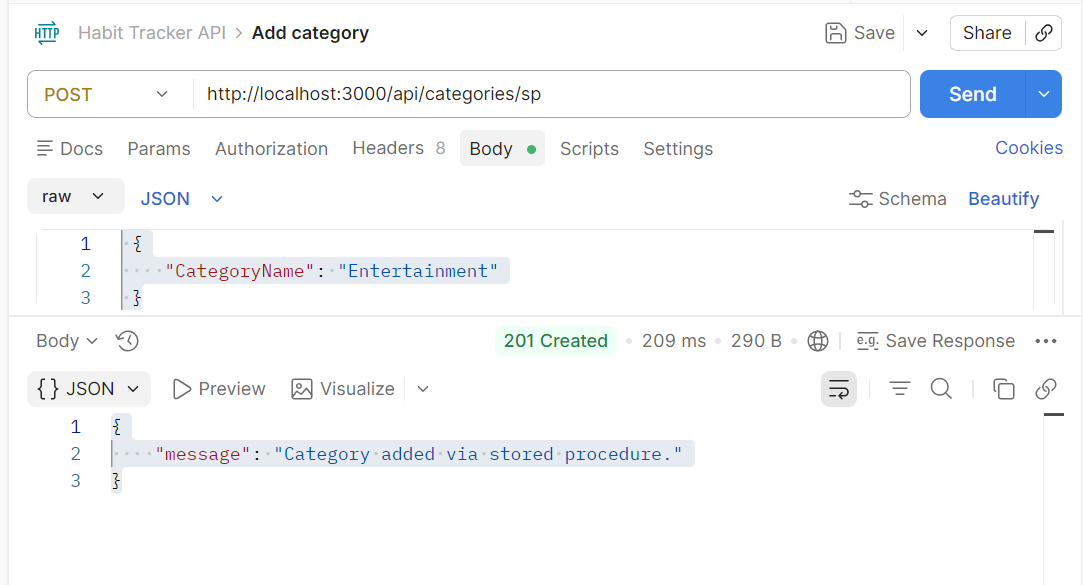 HTTP Habit Tracker API > Add category Save Share
POST http://localhost:3000/api/categories/sp Send
Docs Params Authorization Headers 8 Body Scripts Settings Cookies
raw JSON Schema Beautify
1 {
2 "CategoryName": "Entertainment"
3 }
Body 201 Created • 209 ms • 290 B • e.g. Save Response
{} JSON Preview Visualize
1 {
2 "message": "Category added via stored procedure."
3 }